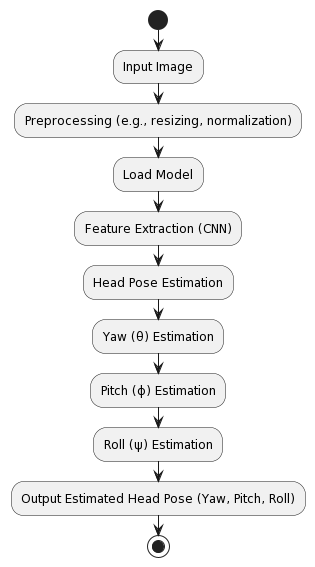 Input Image
Preprocessing (e.g., resizing, normalization)
Load Model
Feature Extraction (CNN)
Head Pose Estimation
Yaw (θ) Estimation
Pitch (ϕ) Estimation
Roll (ψ) Estimation
Output Estimated Head Pose (Yaw, Pitch, Roll)